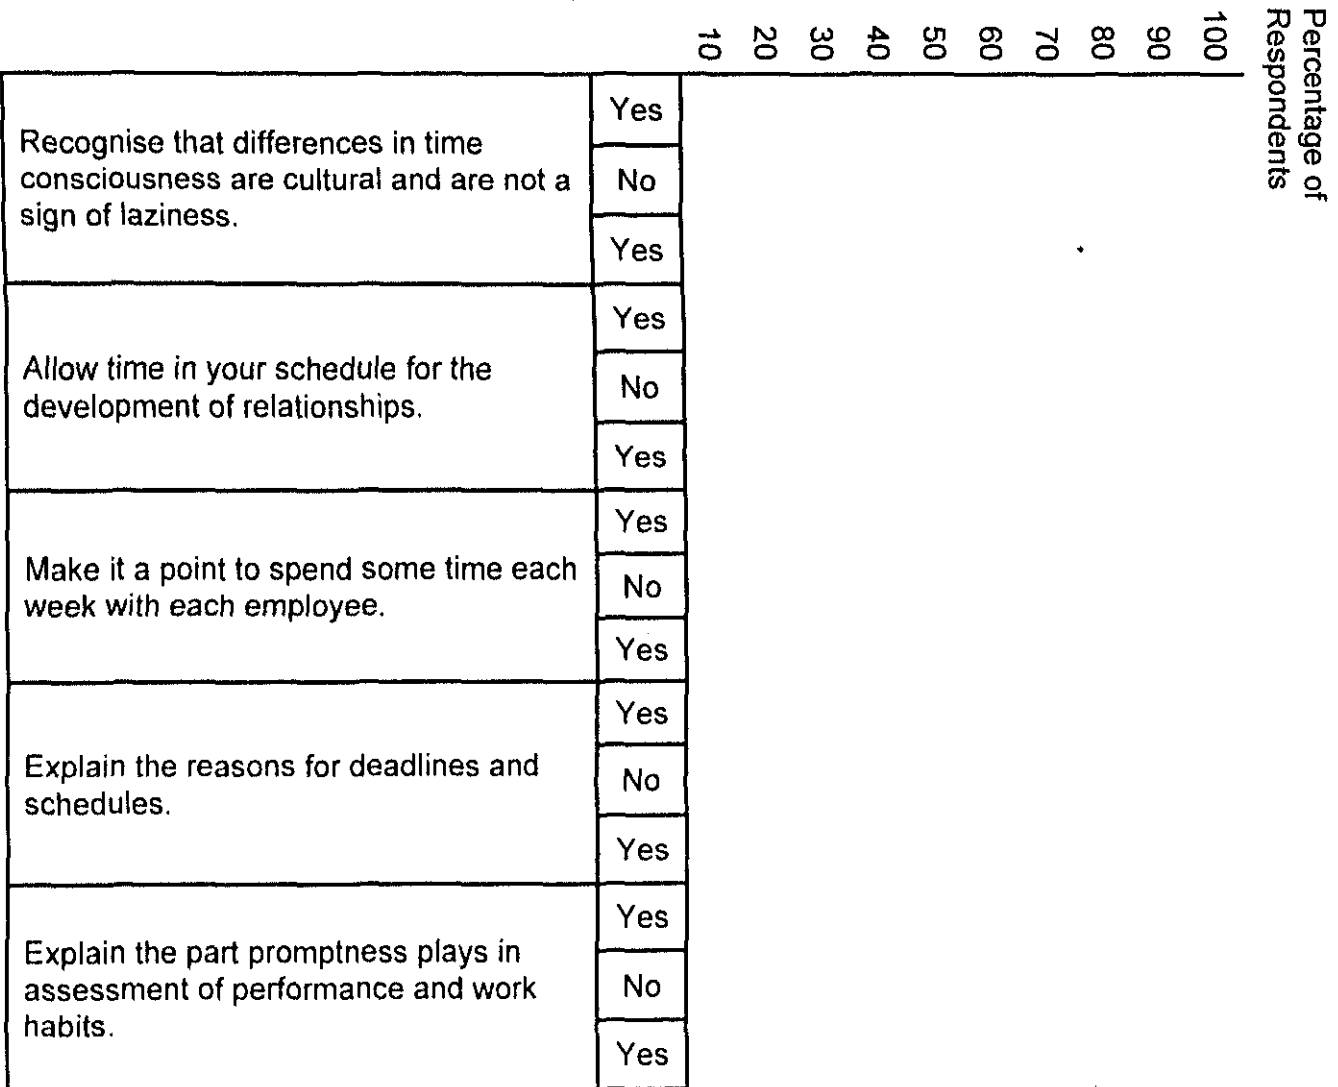 Percentage of
Respondents
100
90
80
70
60
50
40
30
20
10
Recognise that differences in time
consciousness are cultural and are not a
sign of laziness.
Yes
No
Yes
Allow time in your schedule for the
development of relationships.
Yes
No
Yes
Make it a point to spend some time each
week with each employee.
Yes
No
Yes
Explain the reasons for deadlines and
schedules.
Yes
No
Yes
Explain the part promptness plays in
assessment of performance and work
habits.
Yes
No
Yes